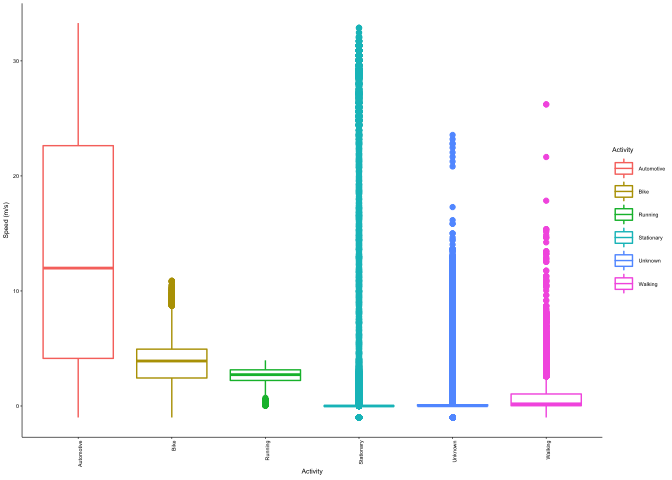 30
20
10
0
Speed (m/s)
Automotive
Bike
Running
Stationary
Unknown
Walking
Activity
Activity
Automotive
Bike
Running
Stationary
Unknown
Walking